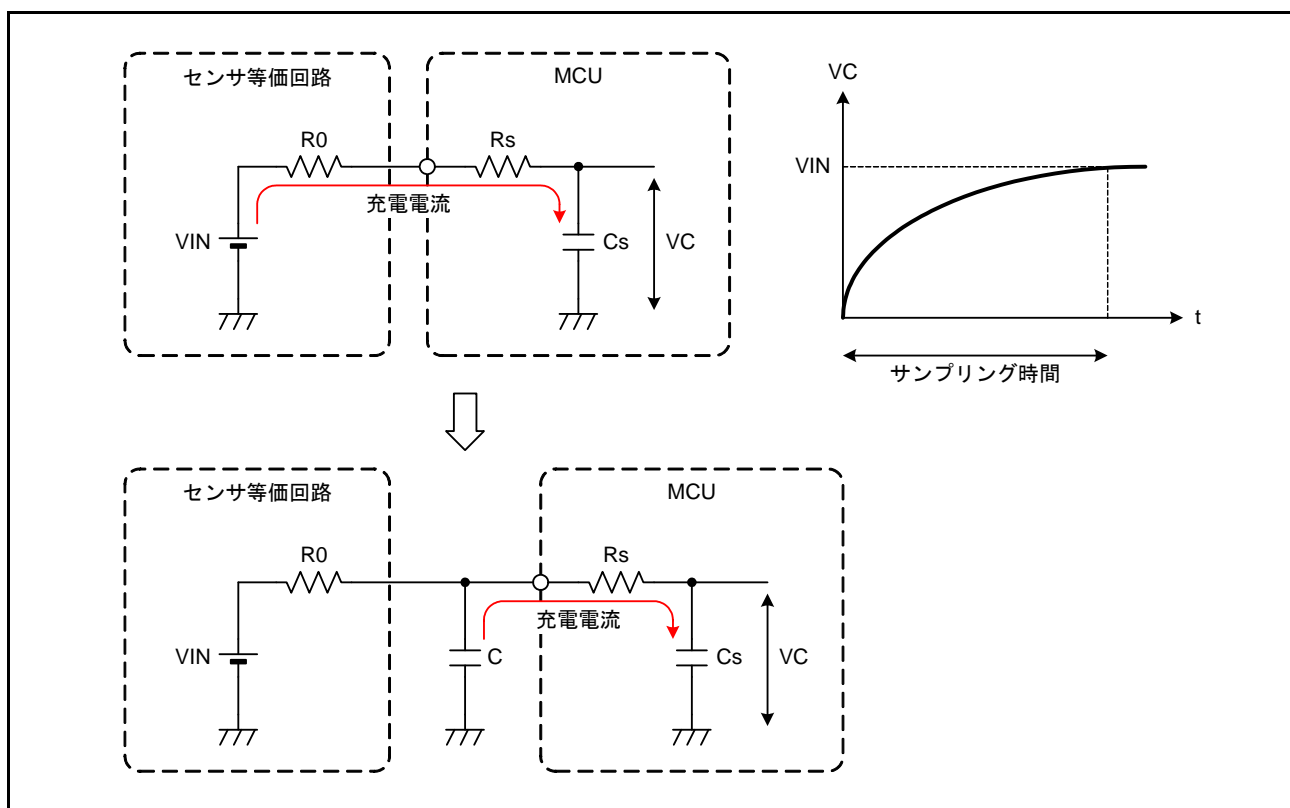 センサ等価回路
MCU
R0
Rs
充電電流
VIN
Cs
VC
VC
VIN
t
サンプリング時間
センサ等価回路
MCU
R0
Rs
充電電流
VIN
C
Cs
VC